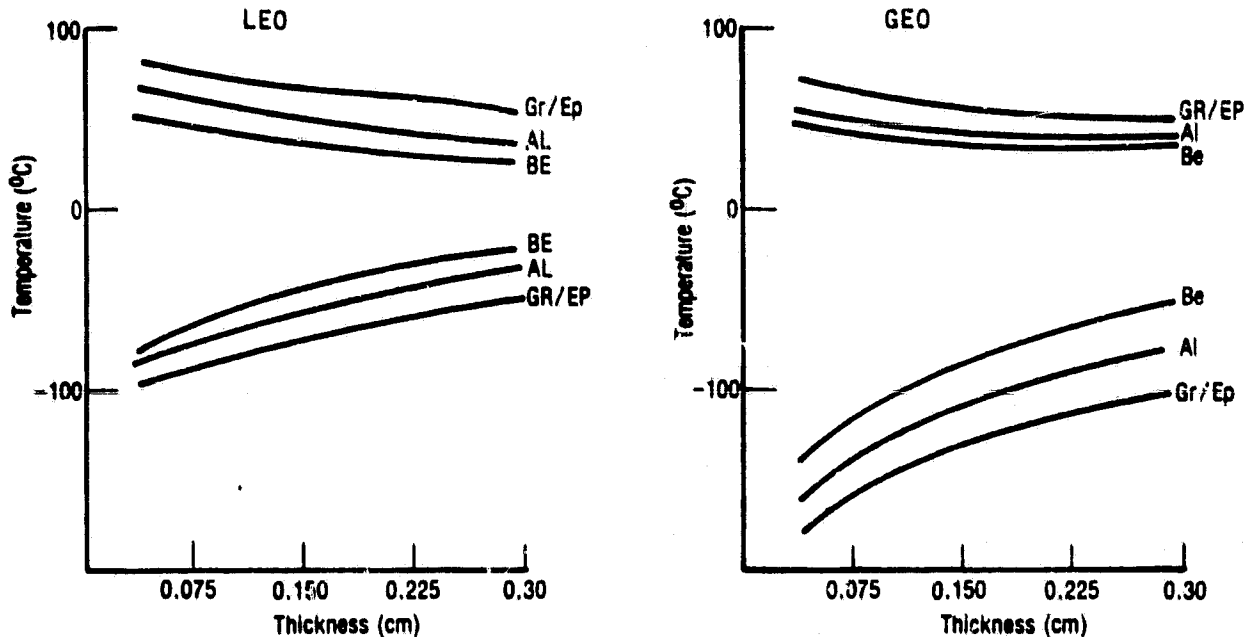 LEO
100
0
-100
Temperature (ºC)
Gr/Ep
AL
BE
BE
AL
GR/EP
0.075
0.150
0.225
0.30
Thickness (cm)
GEO
100
0
-100
Temperature (ºC)
GR/EP
Al
Be
Be
Al
Gr/Ep
0.075
0.150
0.225
0.30
Thickness (cm)